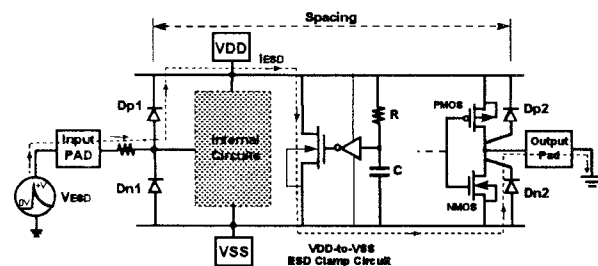 Spacing
VDD
IESD
Dp1
Input
PAD
Internal
Circuits
R
PMOS
Dp2
Output
Pad
VESD
0V
+V
Dn1
C
NMOS
Dn2
VSS
VDD-to-VSS
ESD Clamp Circuit